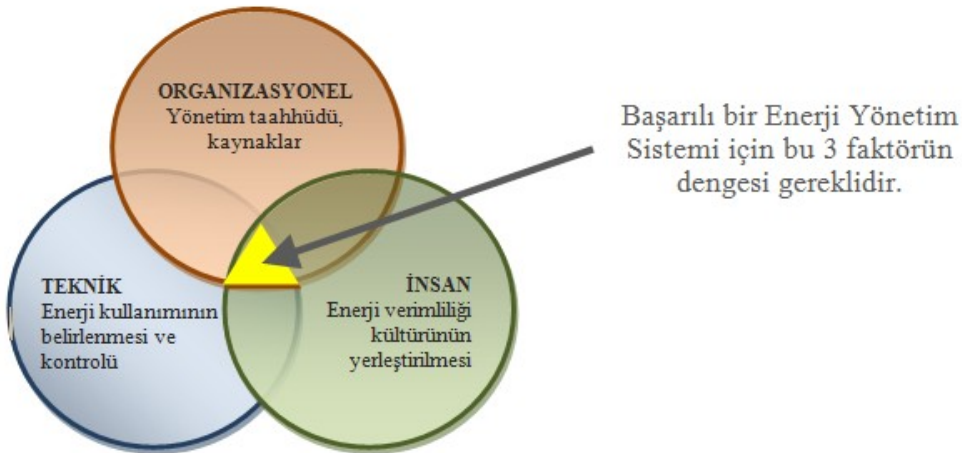 ORGANIZASYONEL
Yönetim taahhüdü,
kaynaklar
Başarılı bir Enerji Yönetim
Sistemi için bu 3 faktörün
dengesi gereklidir.
TEKNİK
Enerji kullanımının
belirlenmesi ve
kontrolü
İNSAN
Enerji verimliliği
kültürünün
yerleştirilmesi